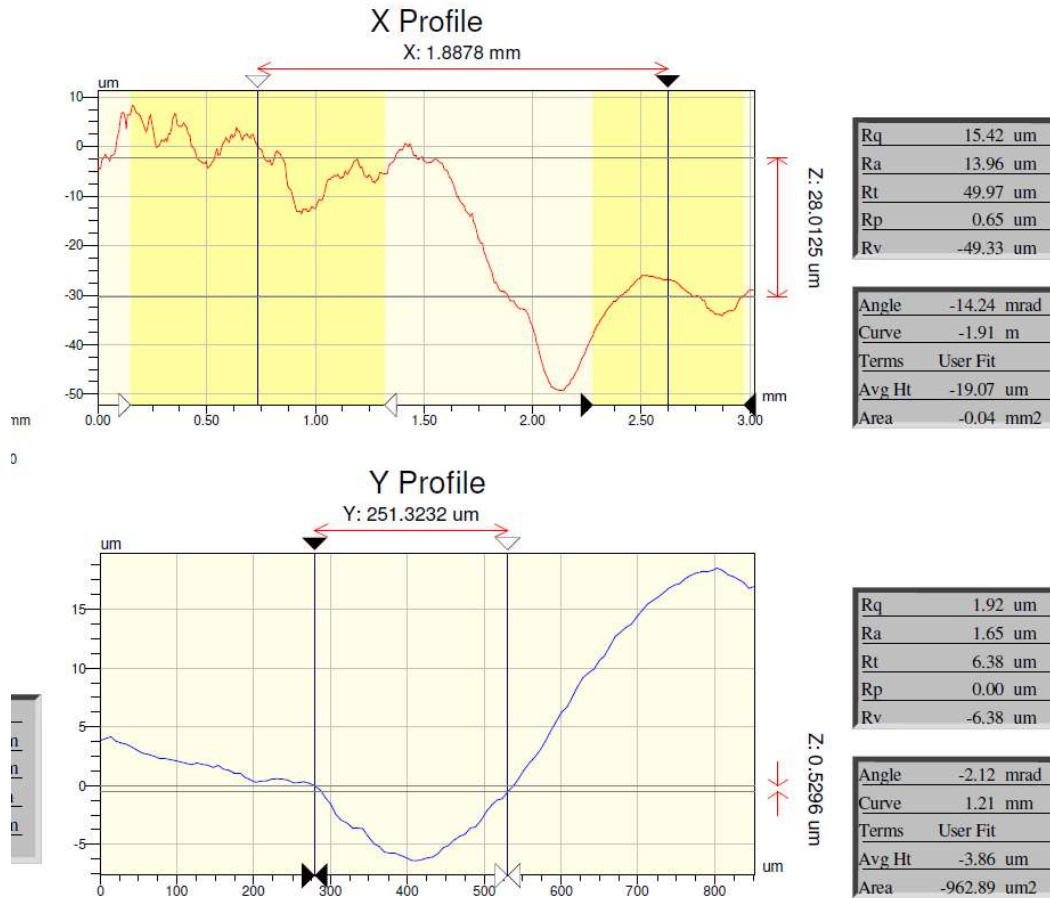 X Profile
X: 1.8878 mm
um
10
0
-10
-20
-30
-40
-50
mm
0.00 0.50 1.00 1.50 2.00 2.50 3.00
mm
Z: 28.0125 um
Rq 15.42 um
Ra 13.96 um
Rt 49.97 um
Rp 0.65 um
Rv -49.33 um
Angle -14.24 mrad
Curve -1.91 m
Terms User Fit
Avg Ht -19.07 um
Area -0.04 mm2
0
Y Profile
Y: 251.3232 um
um
15
10
5
0
-5
um
0 100 200 300 400 500 600 700 800
Z: 0.5296 um
m
m
m
Rq 1.92 um
Ra 1.65 um
Rt 6.38 um
Rp 0.00 um
Rv -6.38 um
Angle -2.12 mrad
Curve 1.21 mm
Terms User Fit
Avg Ht -3.86 um
Area -962.89 um2